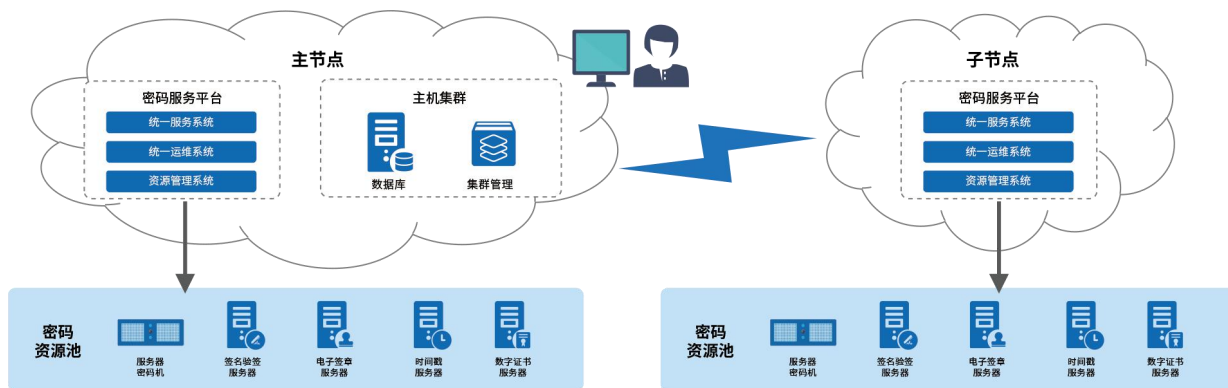 主节点
密码服务平台
统一服务系统
统一运维系统
资源管理系统
主机集群
数据库
集群管理
子节点
密码服务平台
统一服务系统
统一运维系统
资源管理系统
密码
资源池
服务器
密码机
签名验签
服务器
电子签章
服务器
时间戳
服务器
数字证书
服务器
密码
资源池
服务器
密码机
签名验签
服务器
电子签章
服务器
时间戳
服务器
数字证书
服务器